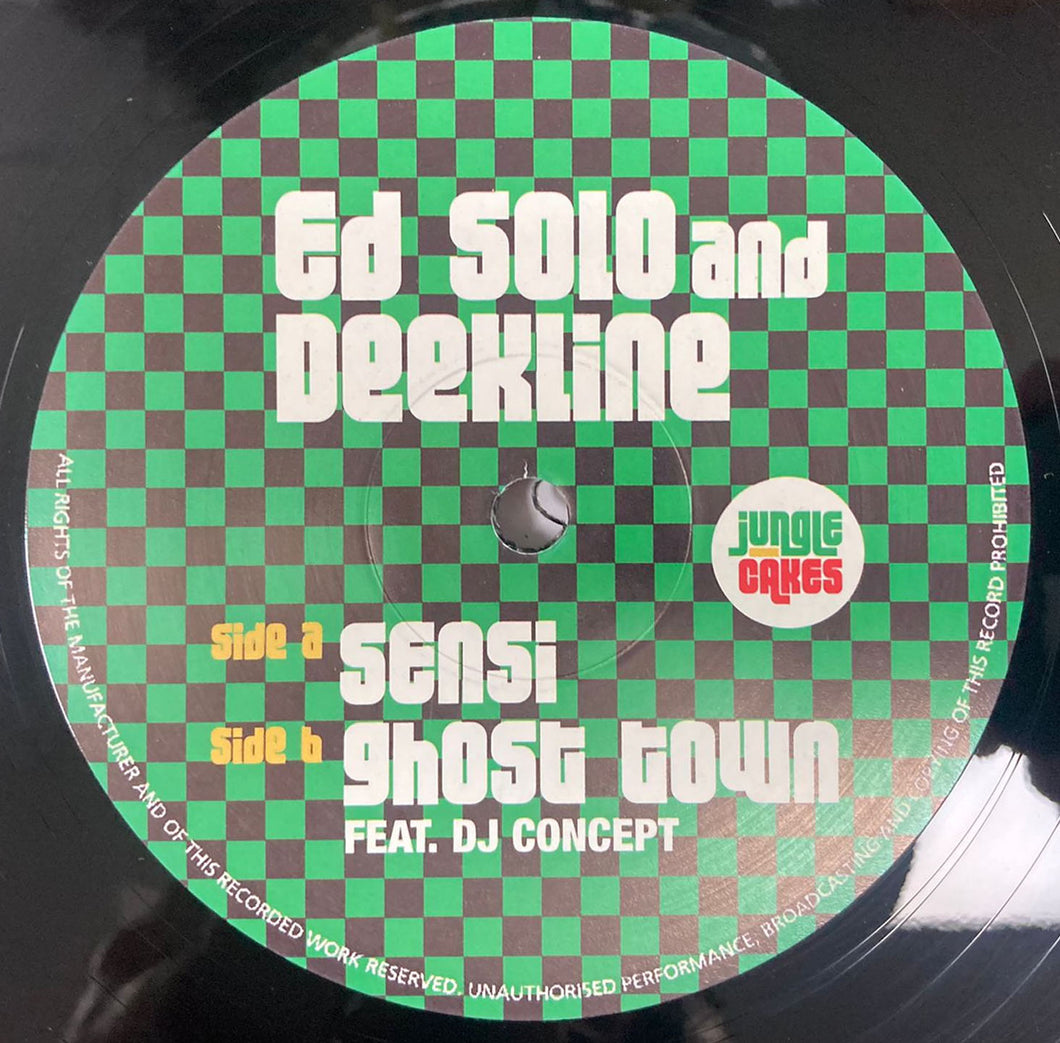 Ed Solo and
Deekline
Jungle
Cakes
Side a Sensi
Side b ghost town
FEAT. DJ CONCEPT
ALL RIGHTS OF THE MANUFACTURER AND OF THIS RECORDED WORK RESERVED. UNAUTHORISED PERFORMANCE, BROADCASTING AND COPYING OF THIS RECORD PROHIBITED